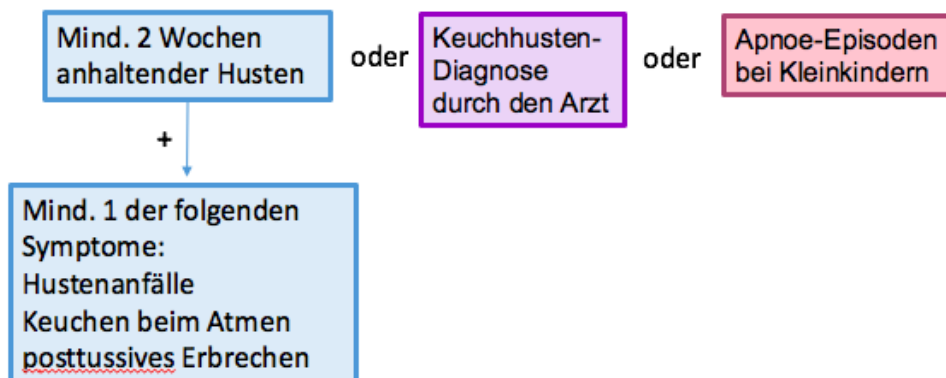 Mind. 2 Wochen
anhaltender Husten
oder
Keuchhusten-
Diagnose
durch den Arzt
oder
Apnoe-Episoden
bei Kleinkindern
+
Mind. 1 der folgenden
Symptome:
Hustenanfälle
Keuchen beim Atmen
posttussives Erbrechen